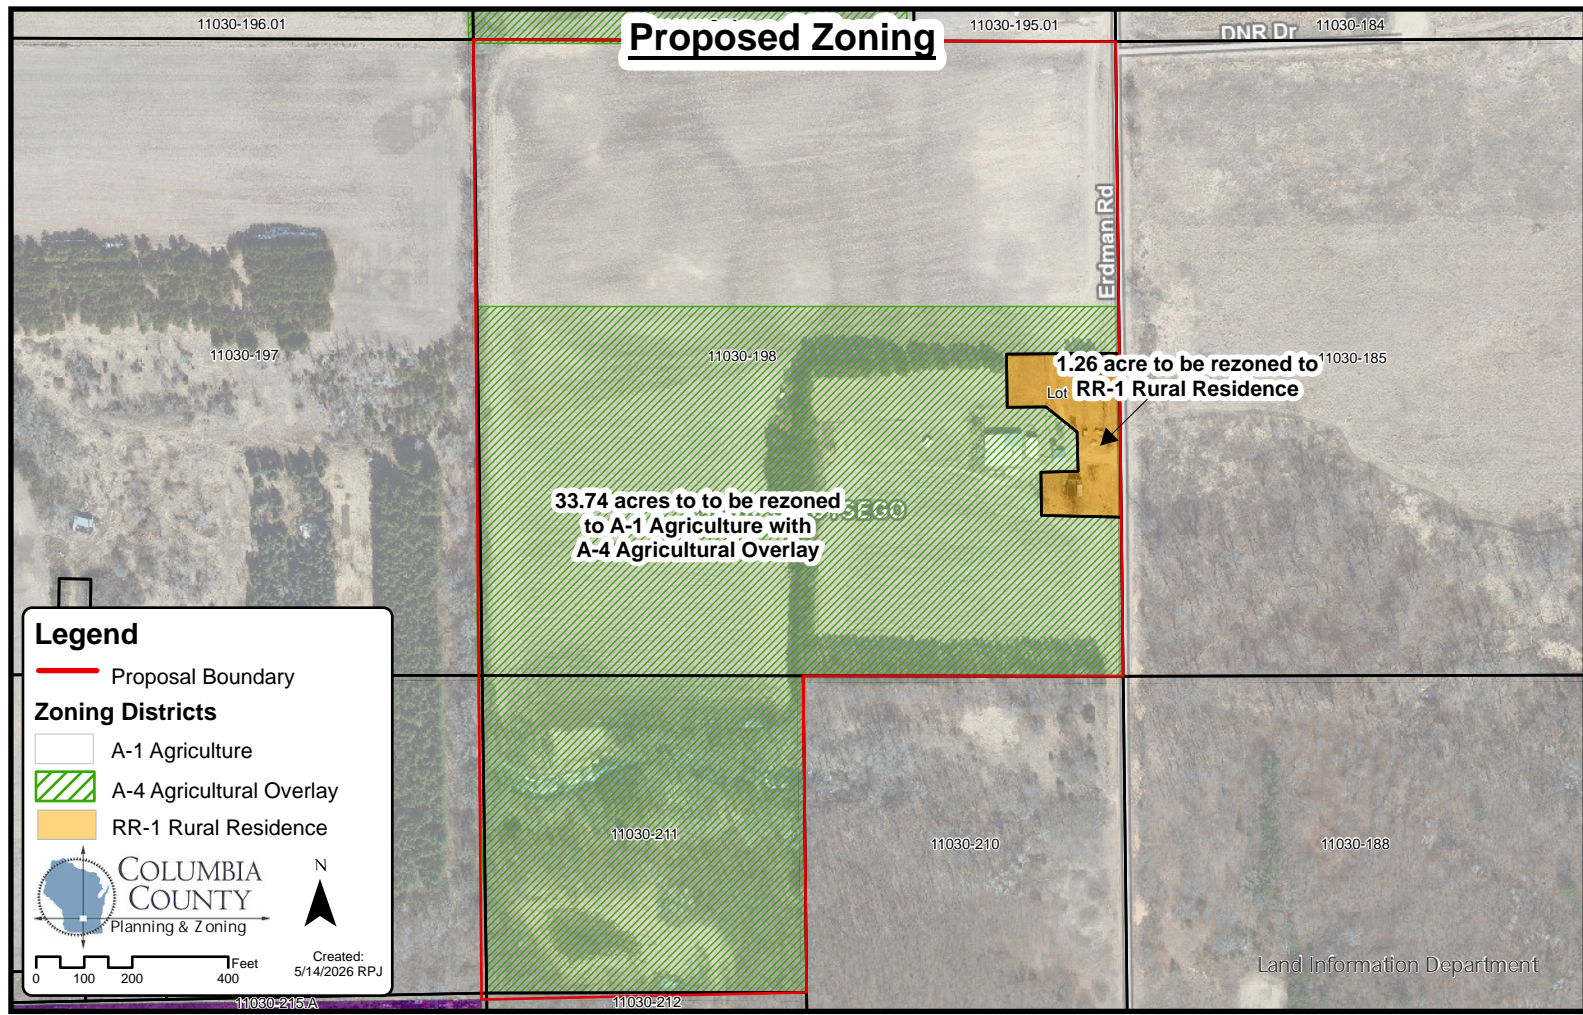 11030-196.01
Proposed Zoning
11030-195.01
DNR Dr
11030-184
Erdman Rd
11030-197
11030-198
11030-185
1.26 acre to be rezoned to
RR-1 Rural Residence
Lot
33.74 acres to to be rezoned
to A-1 Agriculture with
A-4 Agricultural Overlay
11030-211
11030-210
11030-188
Legend
Proposal Boundary
Zoning Districts
A-1 Agriculture
A-4 Agricultural Overlay
RR-1 Rural Residence
COLUMBIA
COUNTY
Planning & Zoning
N
Created:
5/14/2026 RPJ
Feet
0 100 200 400
Land Information Department
11030-215.A
11030-212